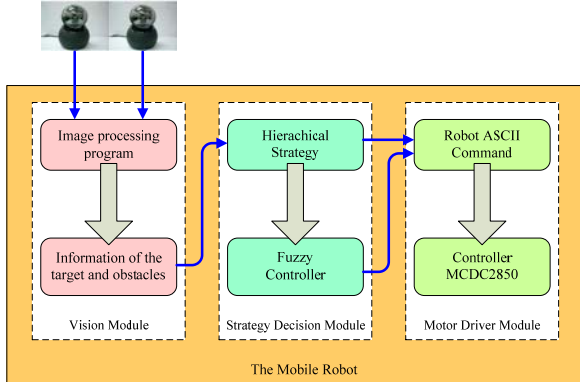 Image processing
program
Hierachical
Strategy
Robot ASCII
Command
Information of the
target and obstacles
Fuzzy
Controller
Controller
MCDC2850
Vision Module
Strategy Decision Module
Motor Driver Module
The Mobile Robot